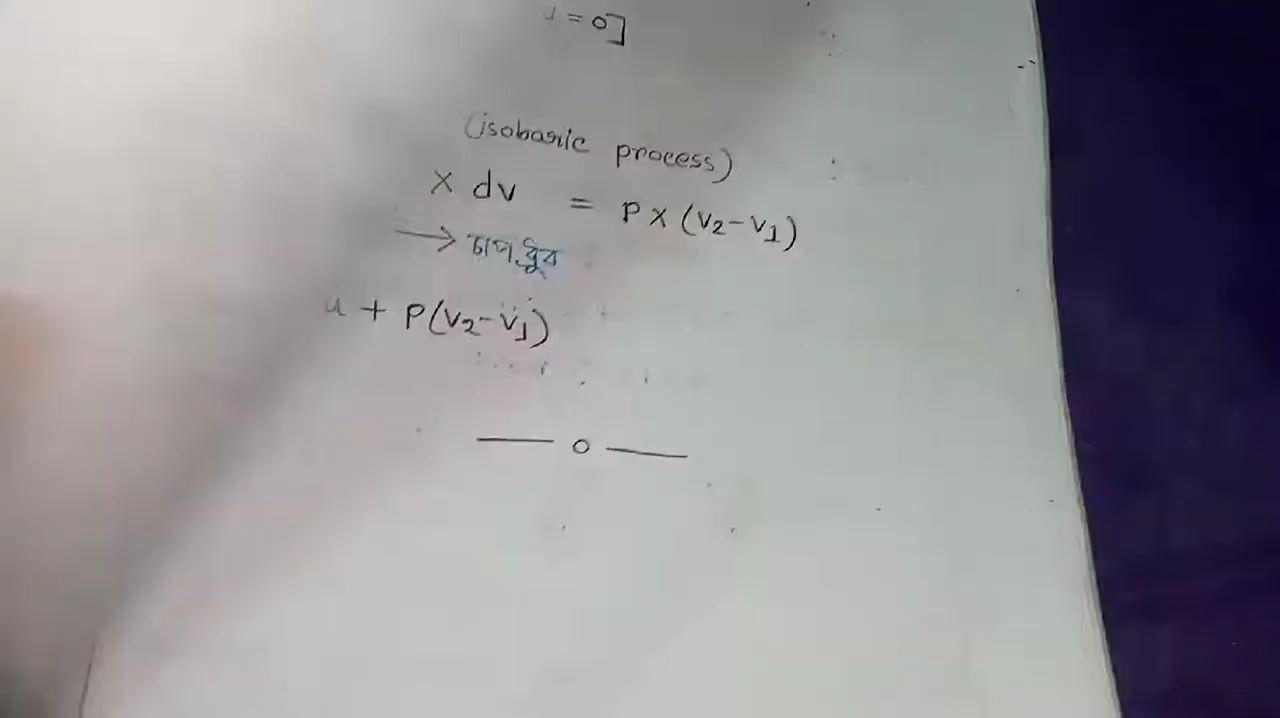 = 0]
(isobaric process)
× dv = P × (V₂ - V₁)
→ চাপ ধ্রুব
u + P(V₂ - V₁)
—— o ——